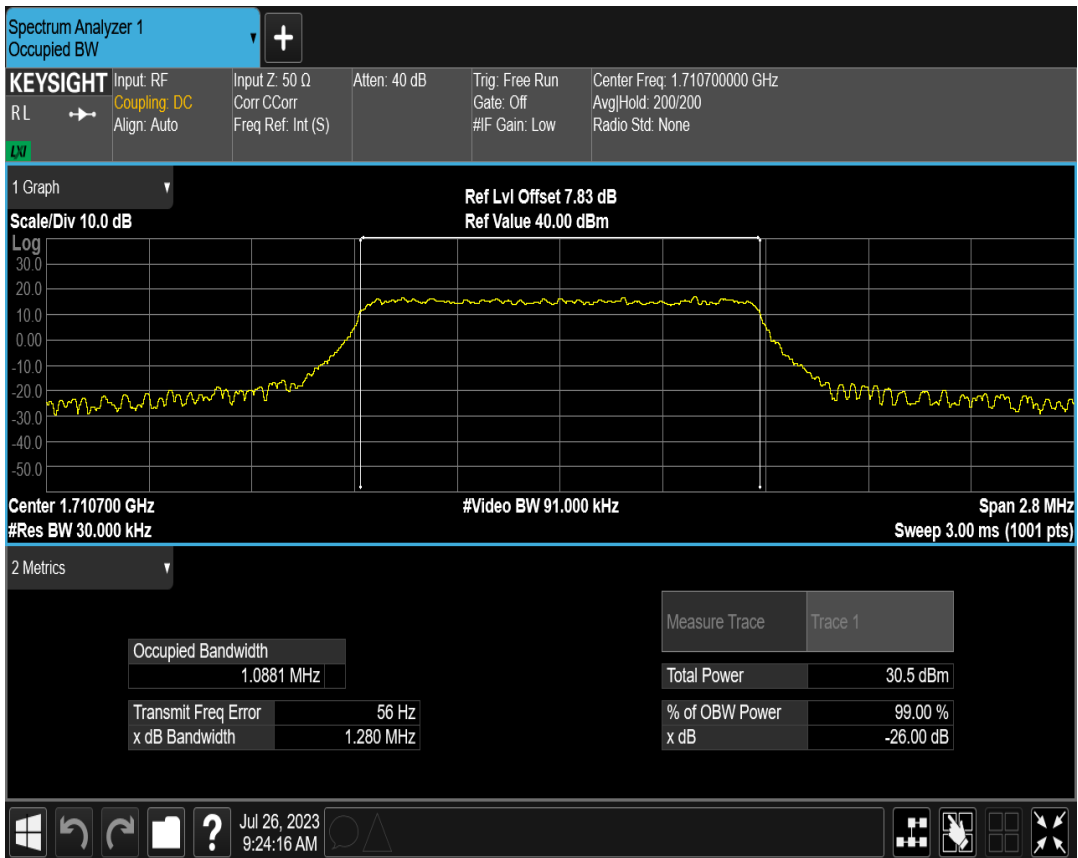 Spectrum Analyzer 1
Occupied BW
KEYSIGHT
RL
LXI
Input: RF
Coupling: DC
Align: Auto
Input Z: 50 Ω
Corr CCorr
Freq Ref: Int (S)
Atten: 40 dB
Trig: Free Run
Gate: Off
#IF Gain: Low
Center Freq: 1.710700000 GHz
Avg|Hold: 200/200
Radio Std: None
1 Graph
Ref Lvl Offset 7.83 dB
Scale/Div 10.0 dB
Ref Value 40.00 dBm
Log
30.0
20.0
10.0
0.00
-10.0
-20.0
-30.0
-40.0
-50.0
Center 1.710700 GHz
#Video BW 91.000 kHz
Span 2.8 MHz
#Res BW 30.000 kHz
Sweep 3.00 ms (1001 pts)
2 Metrics
Measure Trace
Trace 1
Occupied Bandwidth
1.0881 MHz
Total Power
30.5 dBm
Transmit Freq Error
56 Hz
% of OBW Power
99.00 %
x dB Bandwidth
1.280 MHz
x dB
-26.00 dB
?
Jul 26, 2023
9:24:16 AM